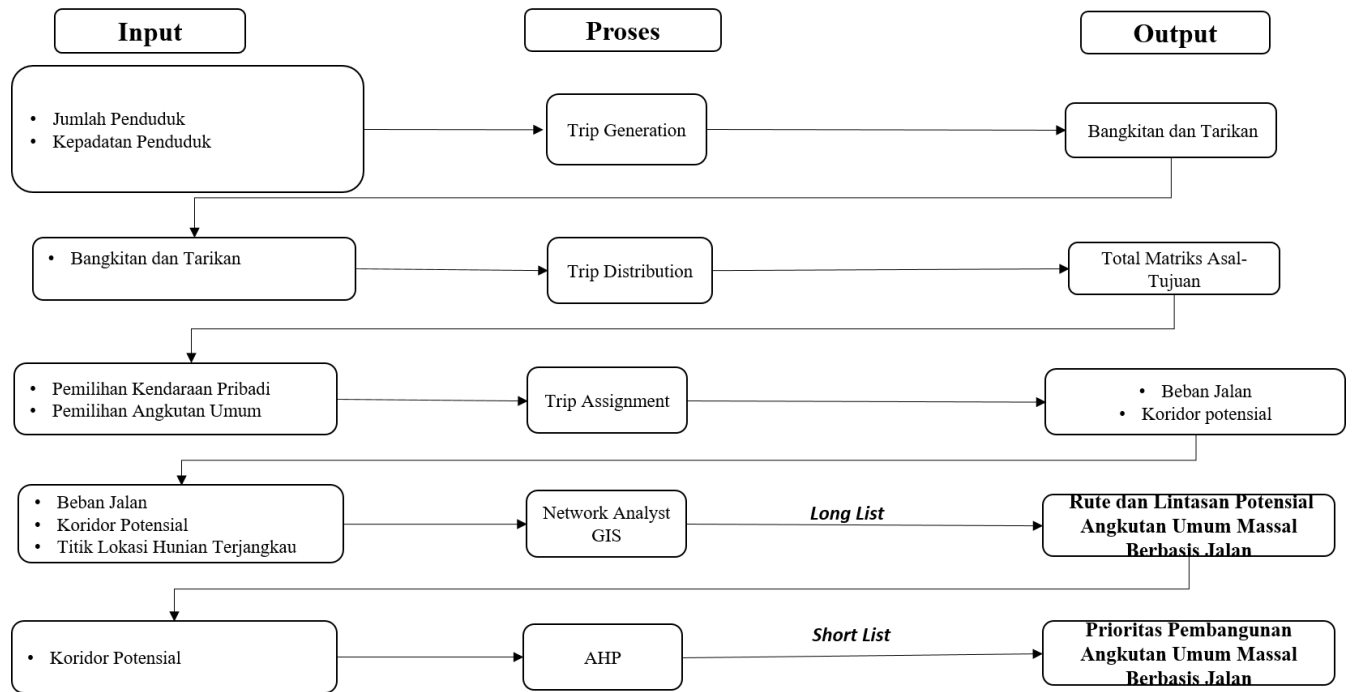 Input
Proses
Output
• Jumlah Penduduk
• Kepadatan Penduduk
Trip Generation
Bangkitan dan Tarikan
• Bangkitan dan Tarikan
Trip Distribution
Total Matriks Asal-
Tujuan
• Pemilihan Kendaraan Pribadi
• Pemilihan Angkutan Umum
Trip Assignment
• Beban Jalan
• Koridor potensial
• Beban Jalan
• Koridor Potensial
• Titik Lokasi Hunian Terjangkau
Network Analyst
GIS
Long List
Rute dan Lintasan Potensial
Angkutan Umum Massal
Berbasis Jalan
• Koridor Potensial
AHP
Short List
Prioritas Pembangunan
Angkutan Umum Massal
Berbasis Jalan